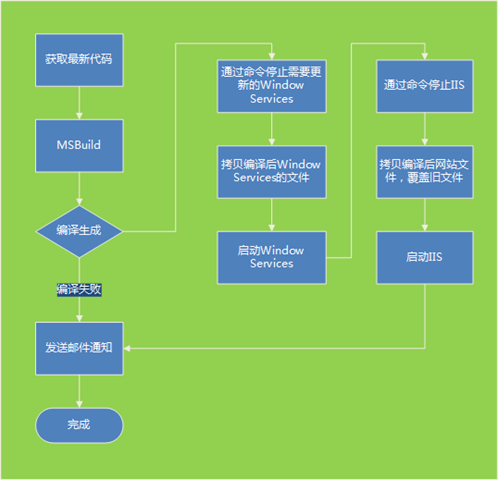 获取最新代码
MSBuild
编译生成
编译失败
发送邮件通知
完成
通过命令停止需要更
新的Window
Services
拷贝编译后Window
Services的文件
启动Window
Services
通过命令停止IIS
拷贝编译后网站文
件，覆盖旧文件
启动IIS